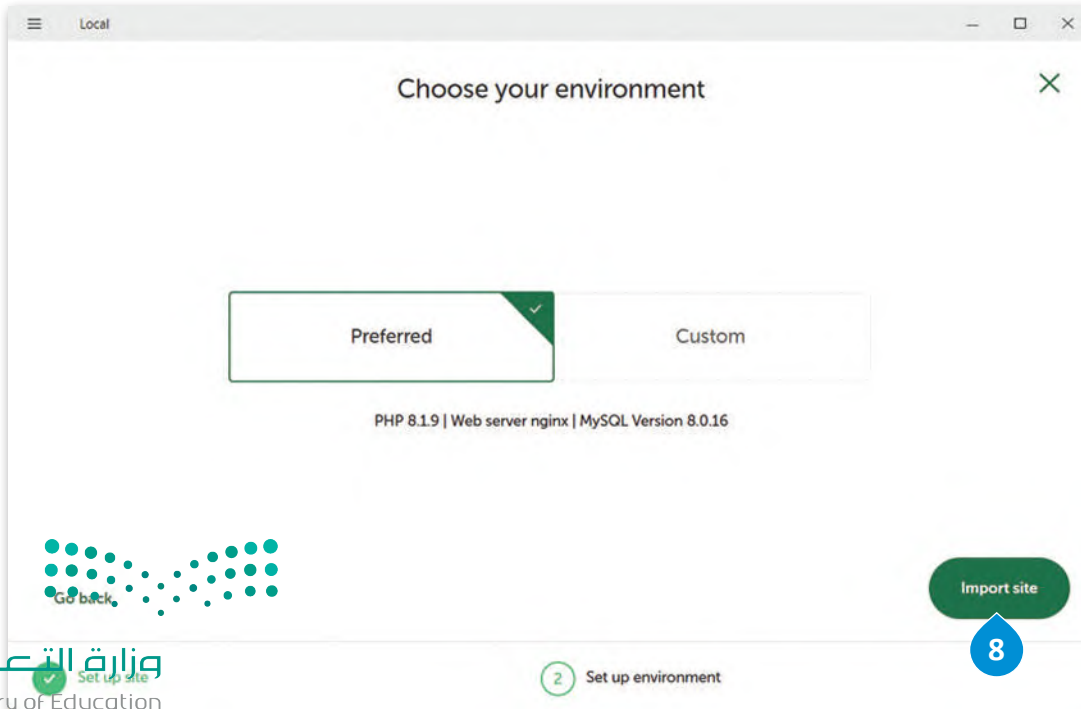 Local
Choose your environment
Preferred
Custom
PHP 8.1.9 | Web server nginx | MySQL Version 8.0.16
Go back
Import site
8
وزارة التع
Set up site
2 Set up environment
ry of Education